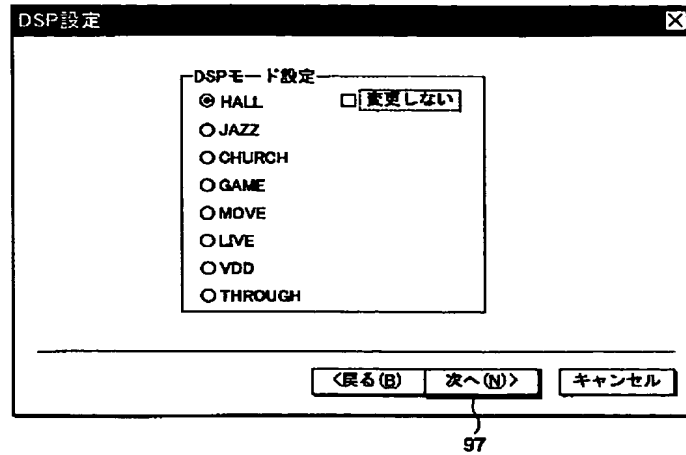 DSP設定
DSPモード設定
HALL 変更しない
JAZZ
CHURCH
GAME
MOVE
LIVE
VDD
THROUGH
<戻る(B) 次へ(N)> キャンセル
97